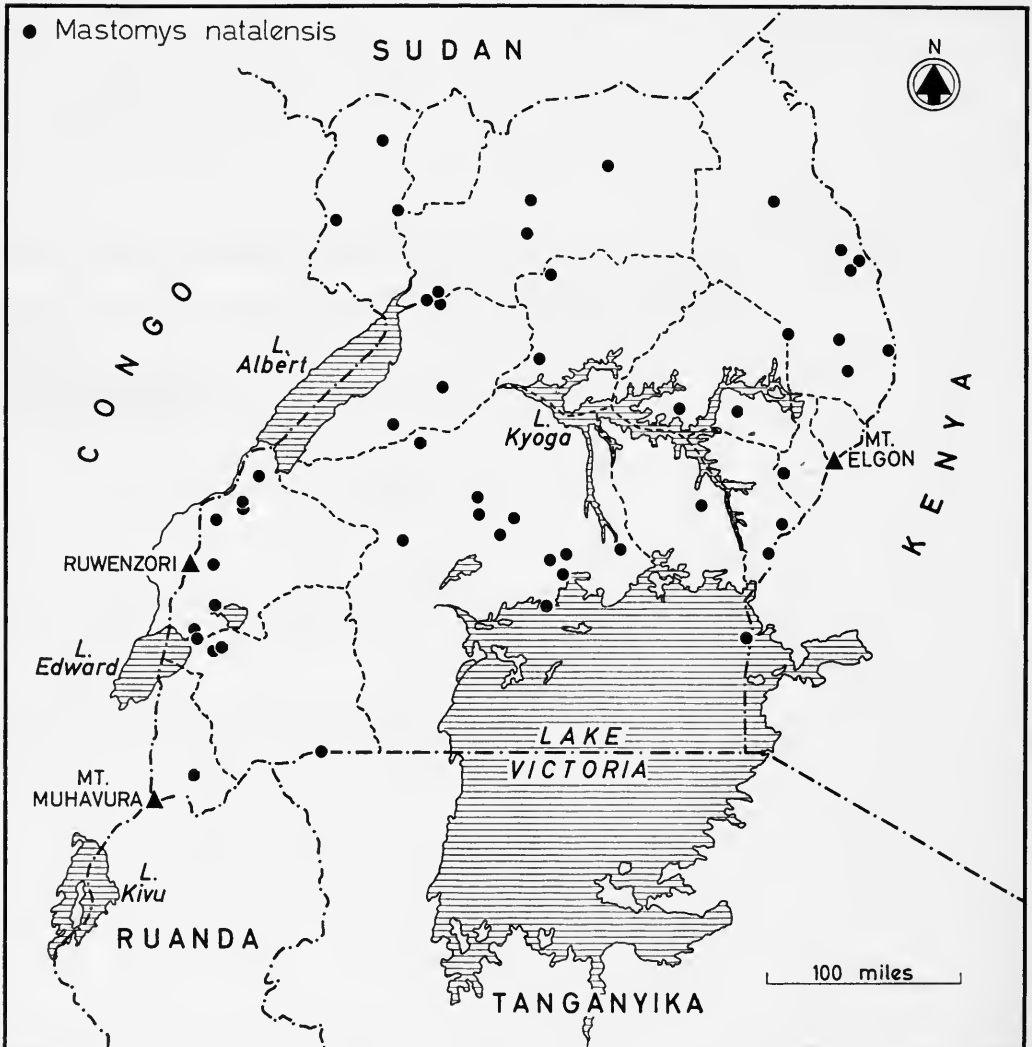 ● Mastomys natalensis
SUDAN
N
CONGO
L.
Albert
L.
Kyoga
MT.
ELGON
KENYA
RUWENZORI
L.
Edward
LAKE
VICTORIA
MT.
MUHAVURA
L.
Kivu
RUANDA
TANGANYIKA
100 miles